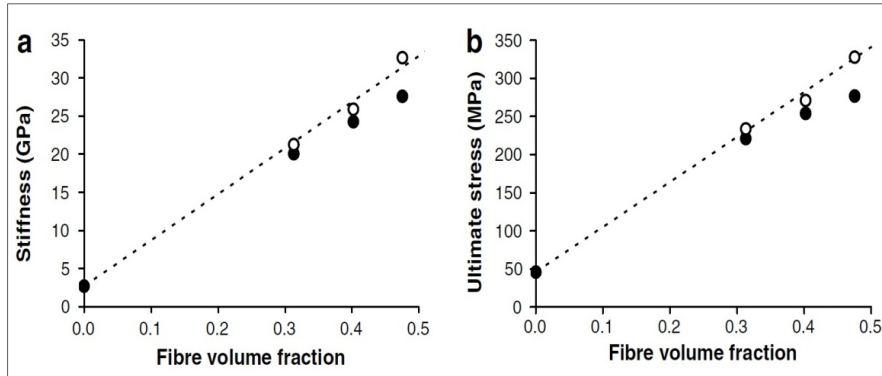 a
Stiffness (GPa)
35
30
25
20
15
10
5
0
0.0 0.1 0.2 0.3 0.4 0.5
Fibre volume fraction
b
Ultimate stress (MPa)
350
300
250
200
150
100
50
0
0.0 0.1 0.2 0.3 0.4 0.5
Fibre volume fraction